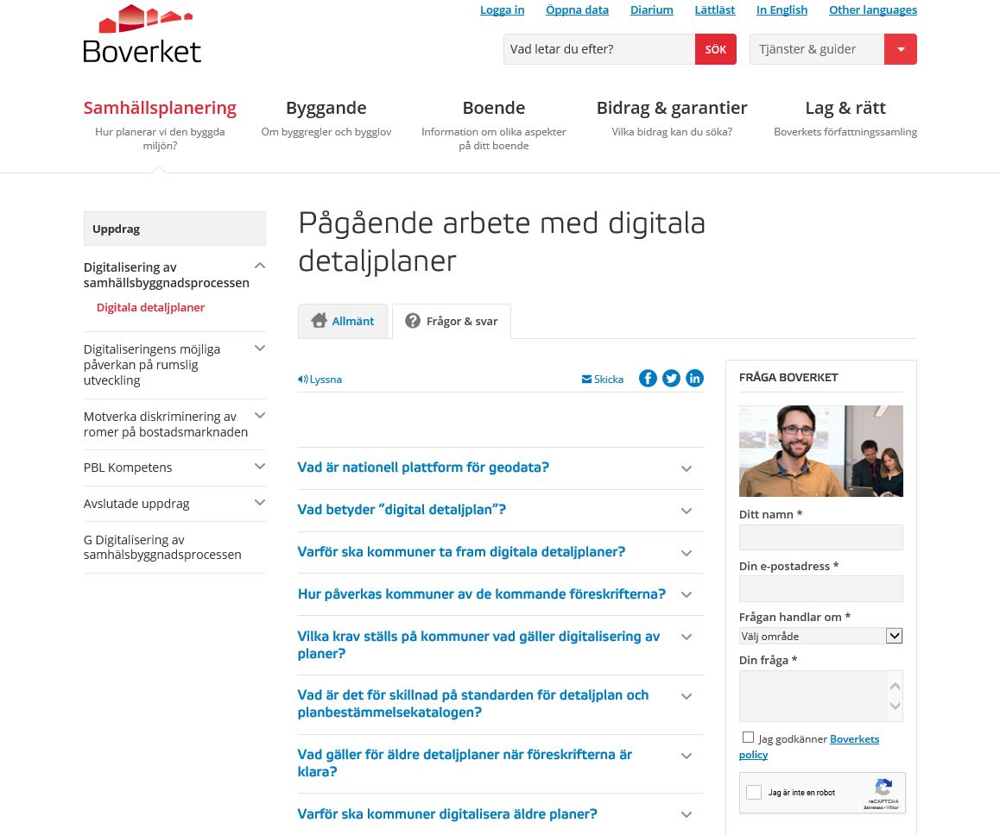 Logga in
Öppna data
Diarium
Lättläst
In English
Other languages
Boverket
Vad letar du efter?
SÖK
Tjänster & guider
Samhällsplanering
Hur planerar vi den byggda
miljön?
Byggande
Om byggregler och bygglov
Boende
Information om olika aspekter
på ditt boende
Bidrag & garantier
Vilka bidrag kan du söka?
Lag & rätt
Boverkets författningssamling
Uppdrag
Digitalisering av
samhällsbyggnadsprocessen
Digitala detaljplaner
Digitaliseringens möjliga
påverkan på rumslig
utveckling
Motverka diskriminering av
romer på bostadsmarknaden
PBL Kompetens
Avslutade uppdrag
G Digitalisering av
samhälsbyggnadsprocessen
Pågående arbete med digitala
detaljplaner
Allmänt
Frågor & svar
Lyssna
Skicka
Vad är nationell plattform för geodata?
Vad betyder ”digital detaljplan”?
Varför ska kommuner ta fram digitala detaljplaner?
Hur påverkas kommuner av de kommande föreskrifterna?
Vilka krav ställs på kommuner vad gäller digitalisering av
planer?
Vad är det för skillnad på standarden för detaljplan och
planbestämmelsekatalogen?
Vad gäller för äldre detaljplaner när föreskrifterna är
klara?
Varför ska kommuner digitalisera äldre planer?
FRÅGA BOVERKET
Ditt namn *
Din e-postadress *
Frågan handlar om *
Välj område
Din fråga *
Jag godkänner Boverkets
policy
Jag är inte en robot
reCAPTCHA
Sekretess - Villkor